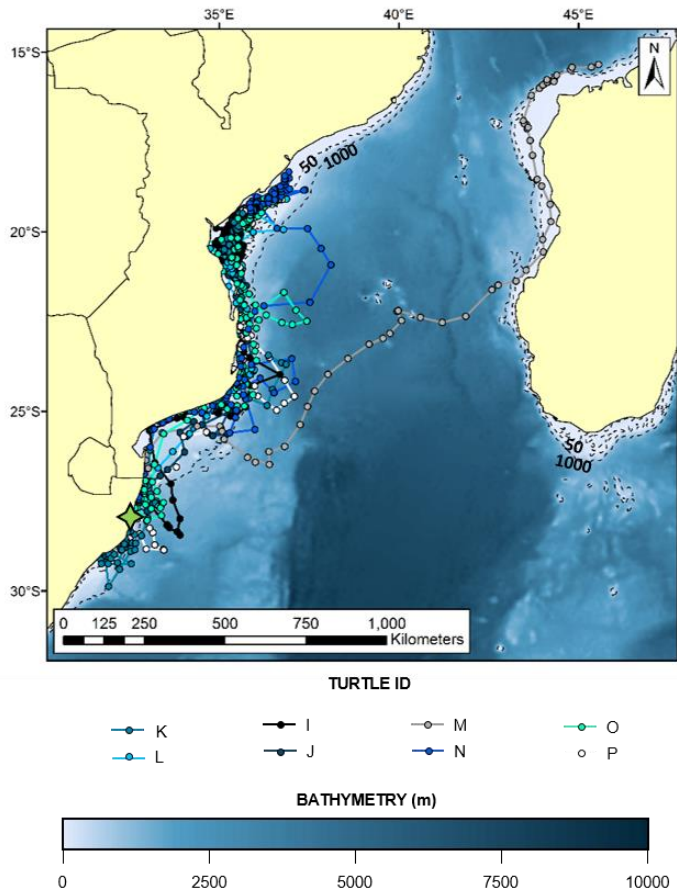 35°E 40°E 45°E
15°S
N
50
1000
20°S
25°S
50
1000
30°S
0 125 250 500 750 1,000
Kilometers
TURTLE ID
K I M O
L J N P
BATHYMETRY (m)
0 2500 5000 7500 10000